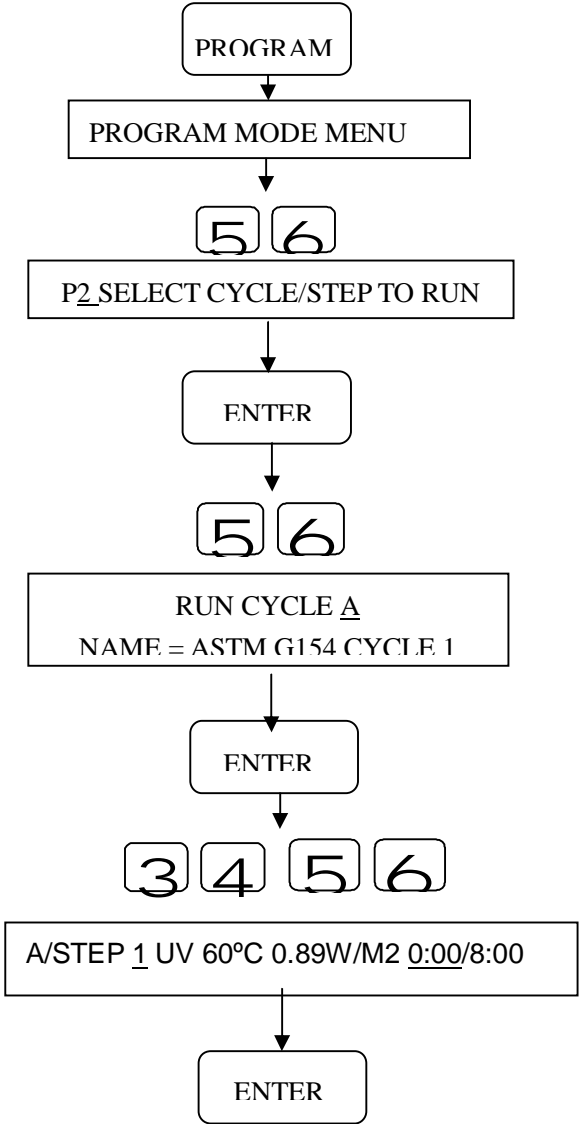 PROGRAM
PROGRAM MODE MENU
5 6
P2 SELECT CYCLE/STEP TO RUN
ENTER
5 6
RUN CYCLE A
NAME = ASTM G154 CYCLE 1
ENTER
3 4 5 6
A/STEP 1 UV 60ºC 0.89W/M2 0:00/8:00
ENTER